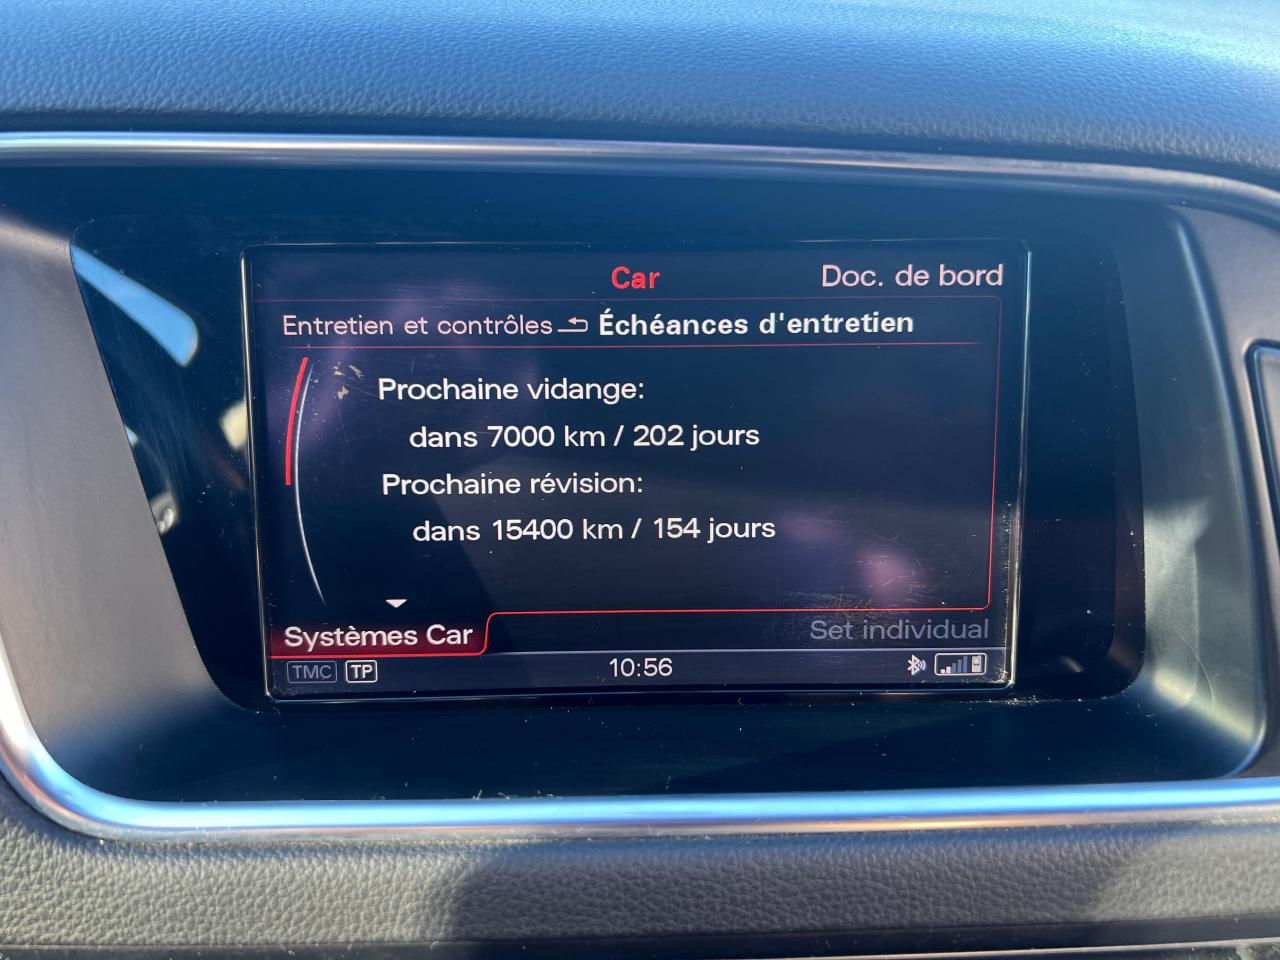 Car
Doc. de bord
Entretien et contrôles Échéances d'entretien
Prochaine vidange:
dans 7000 km / 202 jours
Prochaine révision:
dans 15400 km / 154 jours
Systèmes Car
Set individual
TMC TP
10:56